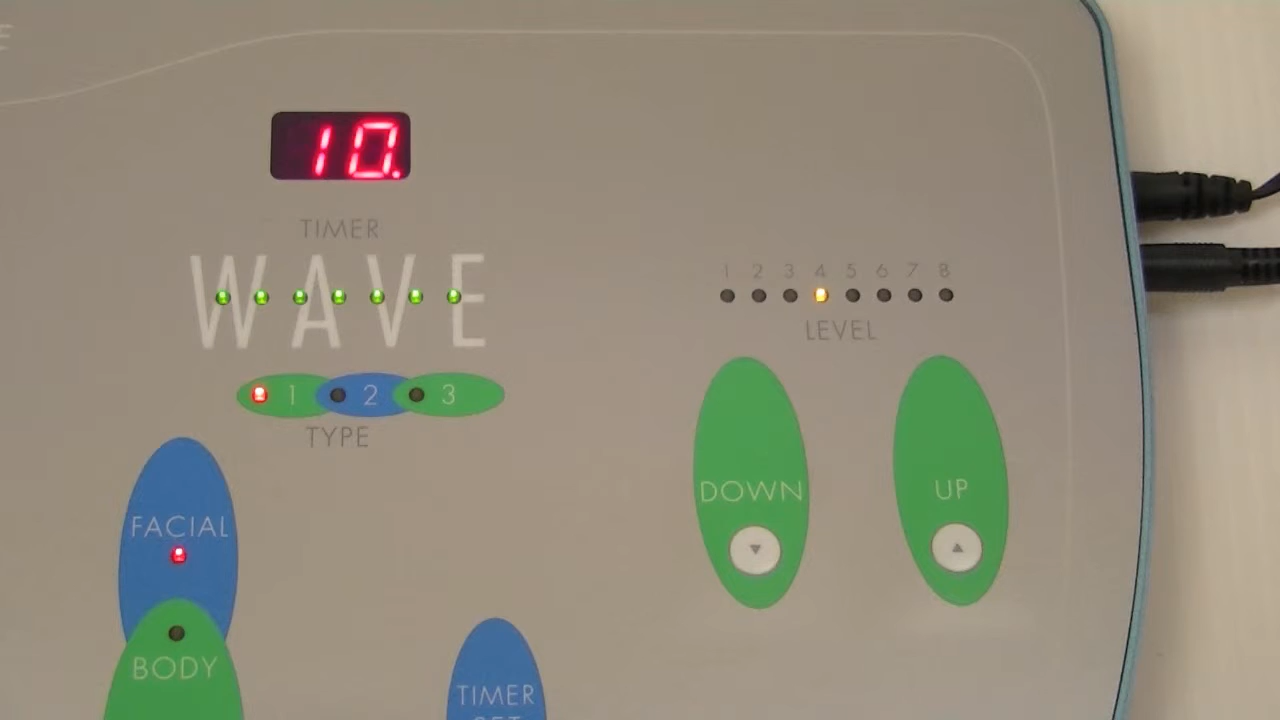 10.
TIMER
WAVE
1 2 3 4 5 6 7 8
LEVEL
1 2 3
TYPE
DOWN
UP
FACIAL
BODY
TIMER
SET